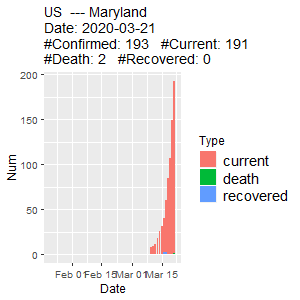 US --- Maryland
Date: 2020-03-21
#Confirmed: 193 #Current: 191
#Death: 2 #Recovered: 0
200
150
100
50
0
Num
Feb 01 Feb 15 Mar 01 Mar 15
Date
Type
current
death
recovered